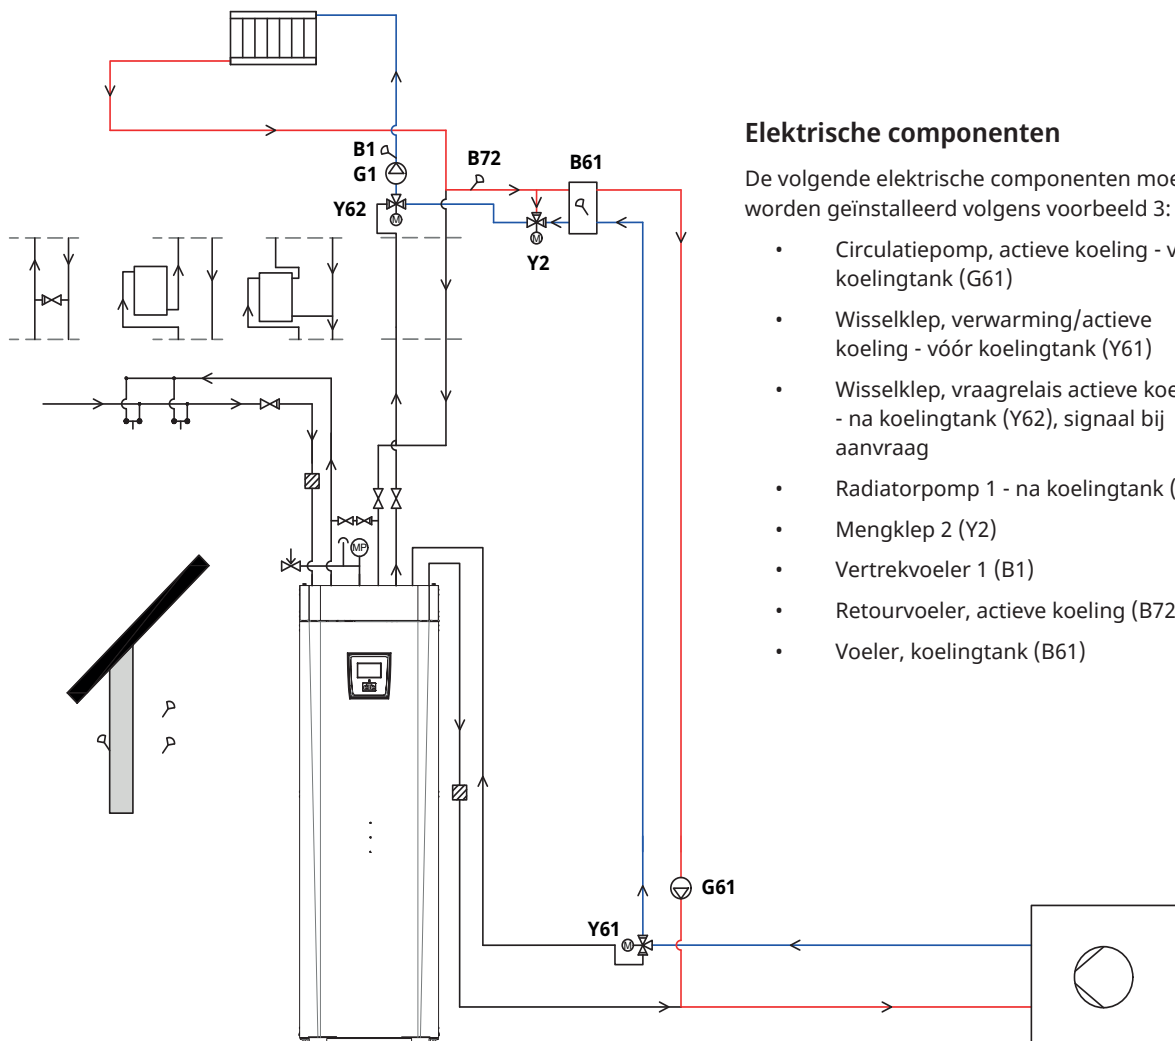 B1
G1
B72
B61
Y62
M
M
Y2
MP
G61
Y61
M
Elektrische componenten
De volgende elektrische componenten
worden geïnstalleerd volgens voorbeeld 3:
• Circulatiepomp, actieve koeling -
koelingtank (G61)
• Wisselklep, verwarming/actieve
koeling - vóór koelingtank (Y61)
• Wisselklep, vraagrelais actieve
- na koelingtank (Y62), signaal bij
aanvraag
• Radiatorpomp 1 - na koelingtank (
• Mengklep 2 (Y2)
• Vertrekvoeler 1 (B1)
• Retourvoeler, actieve koeling (B72
• Voeler, koelingtank (B61)